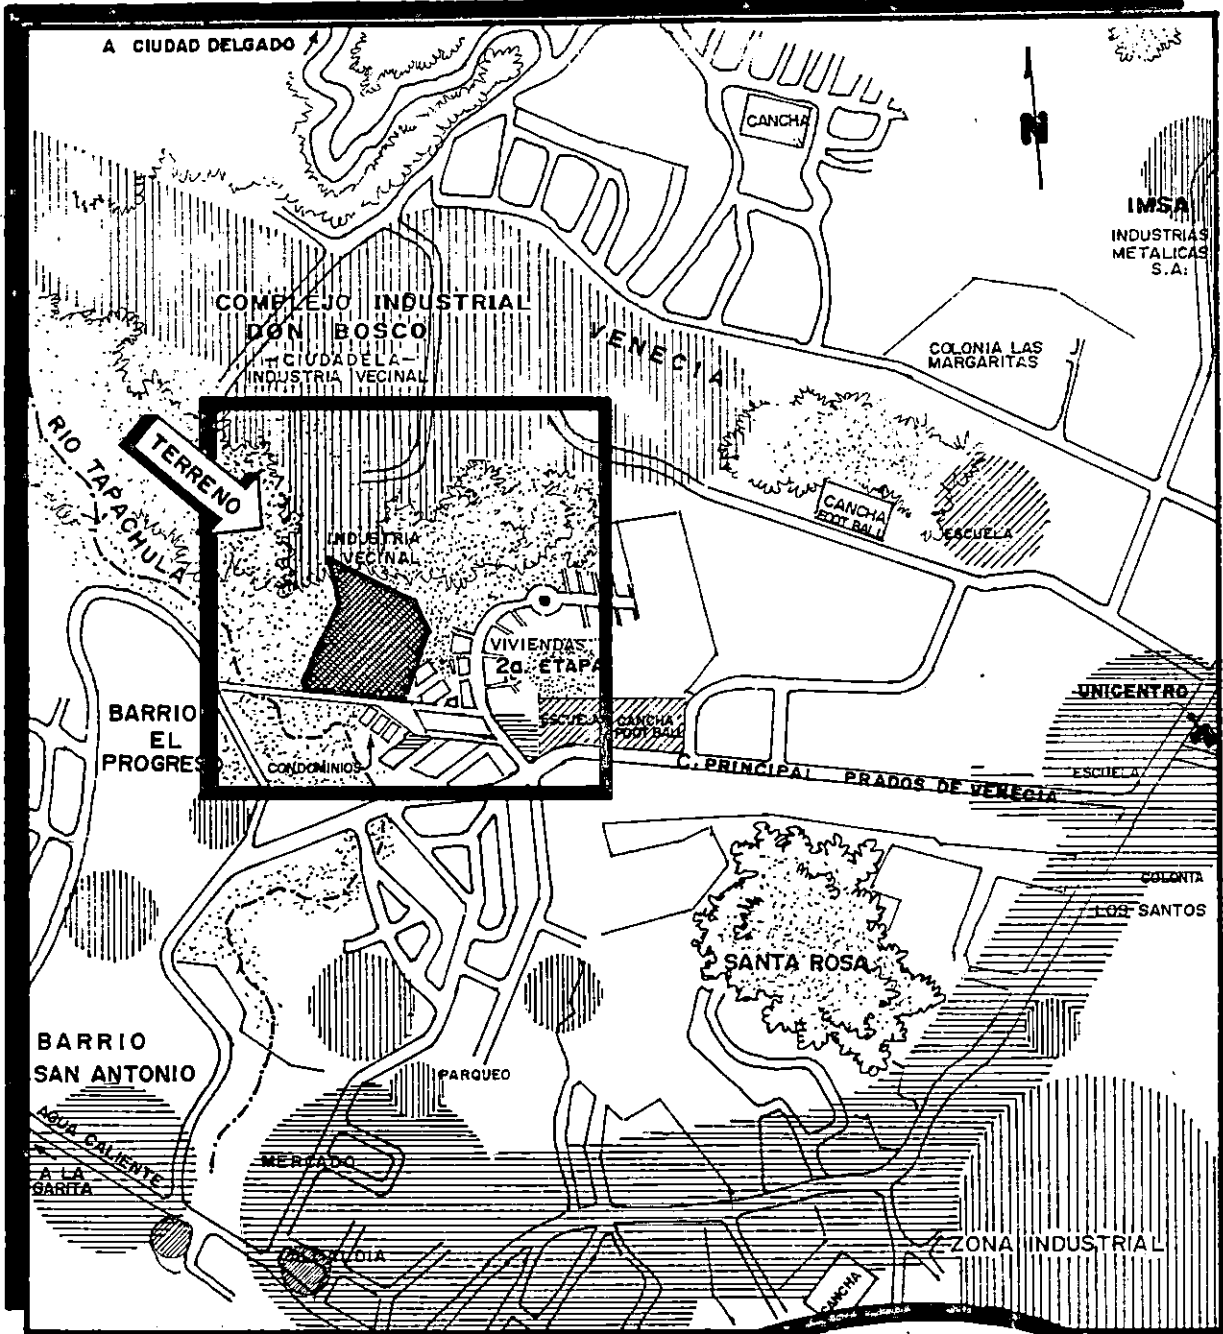 A CIUDAD DELGADO
CANCHA
N
IMSA
INDUSTRIAS
METALICAS
S.A.
COMPLEJO INDUSTRIAL
DON BOSCO
CIUDADELA-
INDUSTRIA VECINAL
VENECIA
COLONIA LAS
MARGARITAS
RIO TAPACHULA
TERRENO
CANCHA
FOOT BALL
ESCUELA
INDUSTRIA
VECINAL
VIVIENDAS
2a. ETAPA
UNICENTRO
BARRIO
EL
PROGRESO
ESCUELA
CANCHA
FOOT BALL
CONDOMINIOS
C. PRINCIPAL PRADOS DE VENECIA
ESCUELA
COLONIA
LOS SANTOS
SANTA ROSA
BARRIO
SAN ANTONIO
PARQUEO
AGUA CALIENTE
A LA
GARITA
MERCADO
ALCALDIA
ZONA INDUSTRIAL
CANCHA